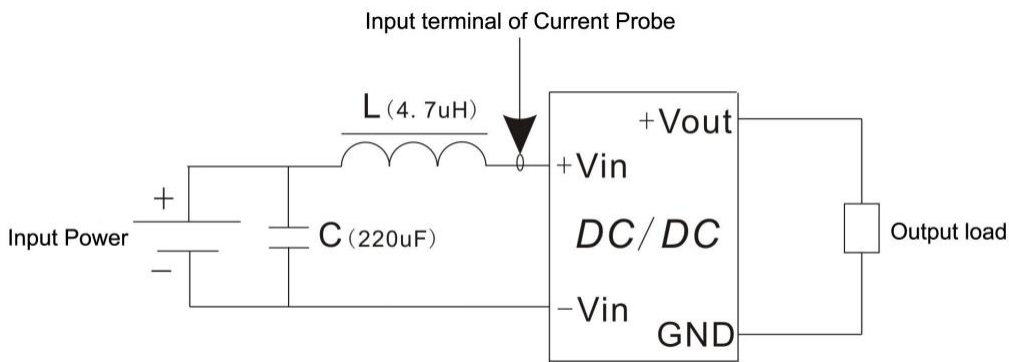 Input terminal of Current Probe
L(4.7uH)
+Vout
+Vin
+
Input Power
C(220uF)
DC/DC
Output load
−
−Vin
GND